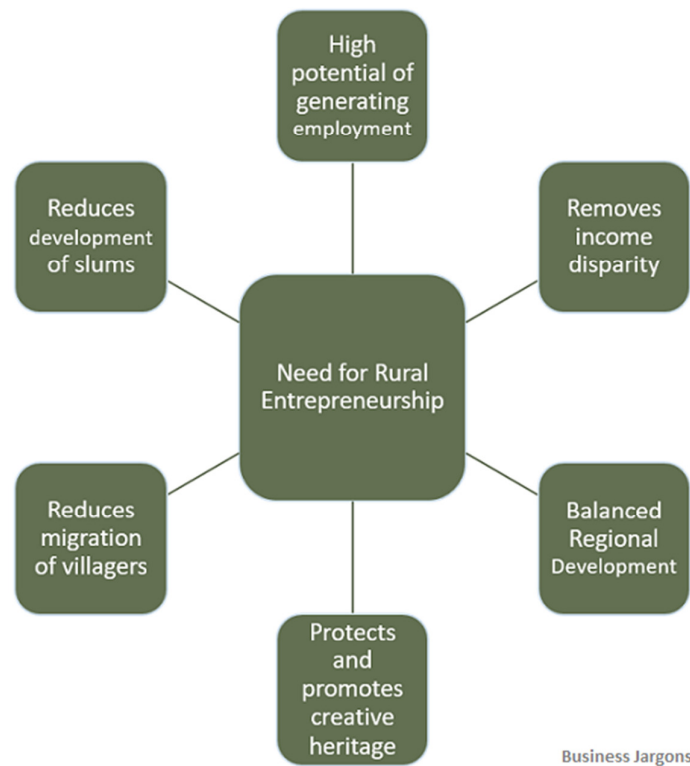 High
potential of
generating
employment
Reduces
development
of slums
Removes
income
disparity
Need for Rural
Entrepreneurship
Reduces
migration
of villagers
Balanced
Regional
Development
Protects
and
promotes
creative
heritage
Business Jargons